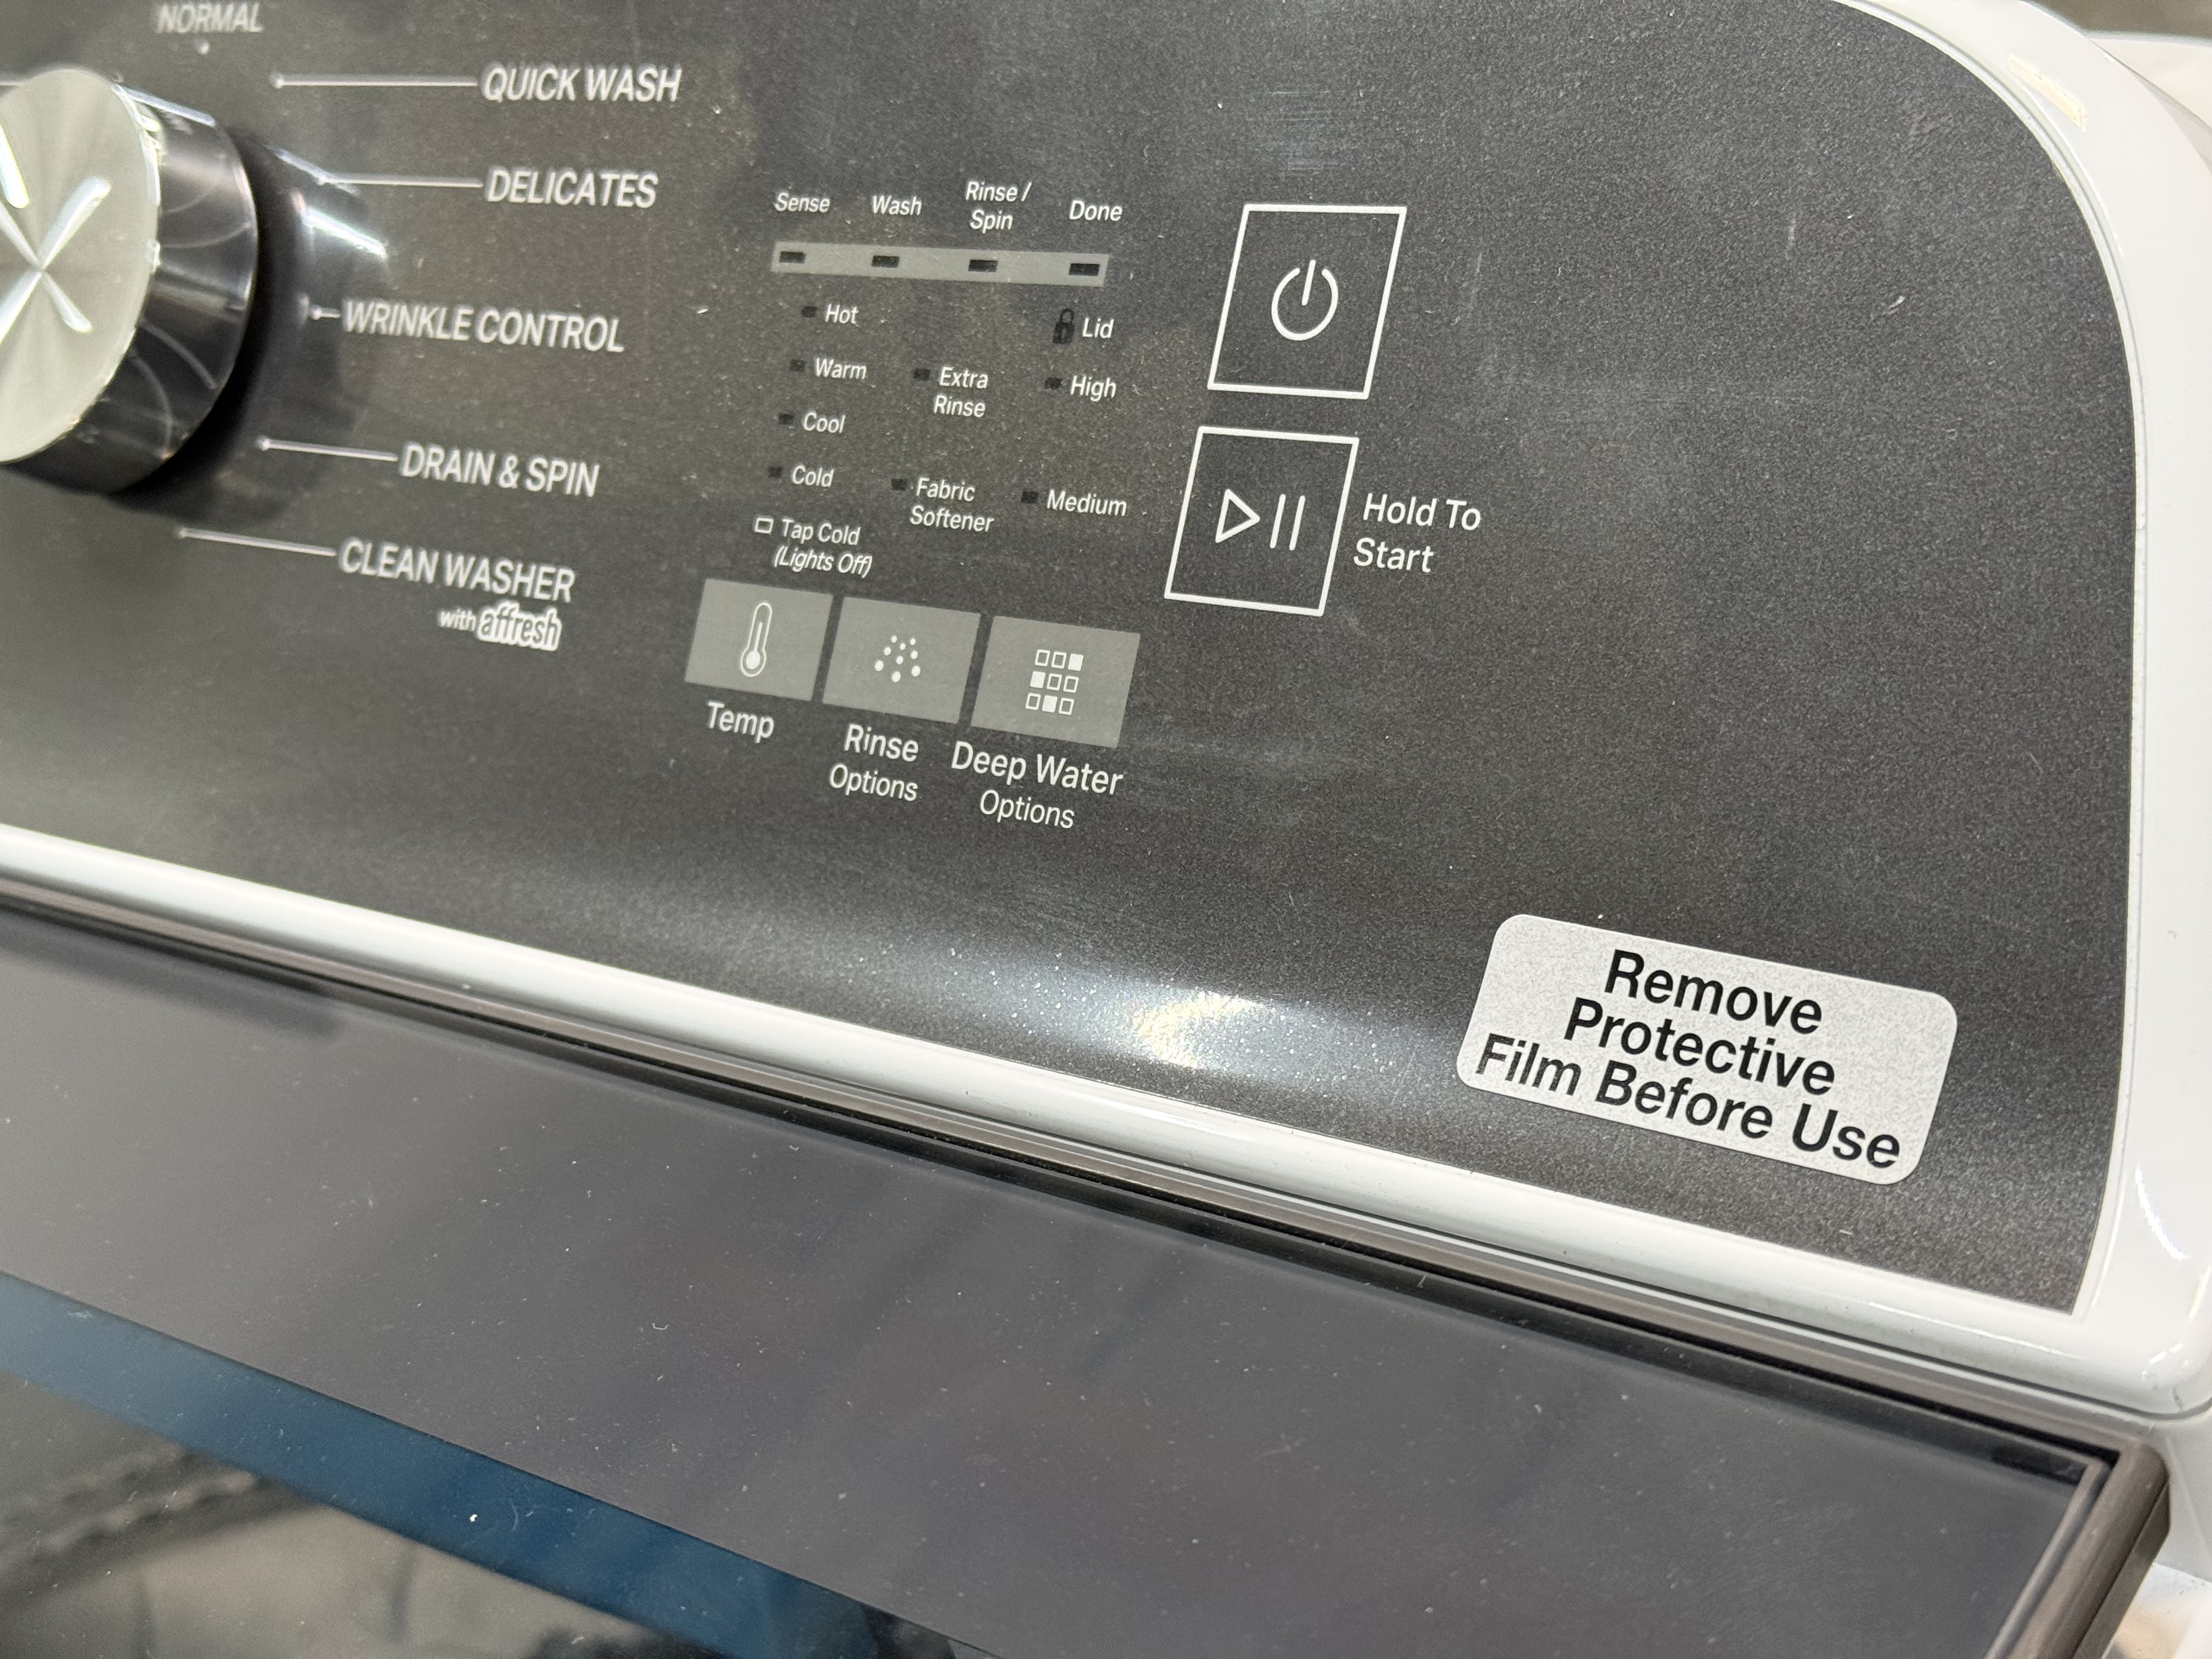 NORMAL
QUICK WASH
DELICATES
WRINKLE CONTROL
DRAIN & SPIN
CLEAN WASHER
with affresh
Sense
Wash
Rinse /
Spin
Done
Hot
Lid
Warm
Extra
Rinse
High
Cool
Cold
Fabric
Softener
Medium
Tap Cold
(Lights Off)
Temp
Rinse
Options
Deep Water
Options
Hold To
Start
Remove
Protective
Film Before Use